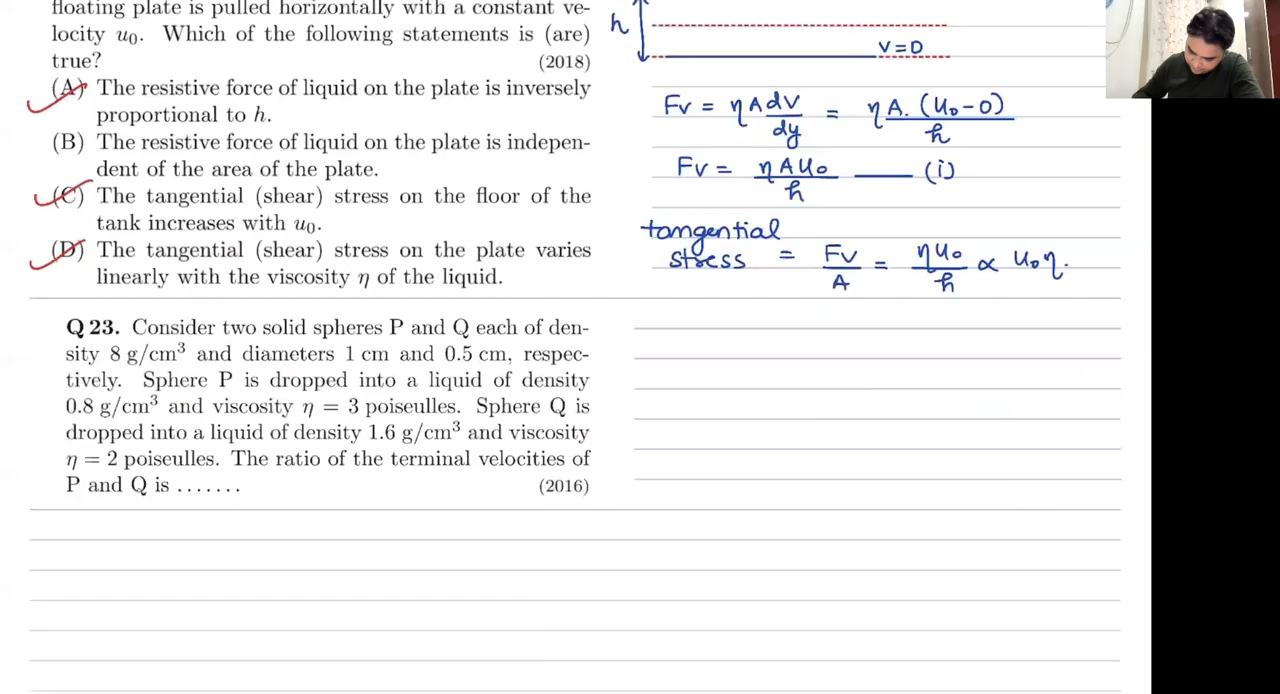 floating plate is pulled horizontally with a constant ve-
locity u₀. Which of the following statements is (are)
true? (2018)
(A) The resistive force of liquid on the plate is inversely
proportional to h.
(B) The resistive force of liquid on the plate is indepen-
dent of the area of the plate.
(C) The tangential (shear) stress on the floor of the
tank increases with u₀.
(D) The tangential (shear) stress on the plate varies
linearly with the viscosity η of the liquid.
Q 23. Consider two solid spheres P and Q each of den-
sity 8 g/cm³ and diameters 1 cm and 0.5 cm, respec-
tively. Sphere P is dropped into a liquid of density
0.8 g/cm³ and viscosity η = 3 poiseulles. Sphere Q is
dropped into a liquid of density 1.6 g/cm³ and viscosity
η = 2 poiseulles. The ratio of the terminal velocities of
P and Q is ....... (2016)
h
v=0
Fv = ηA dv/dy = ηA.(u₀-0)/h
Fv = ηAu₀/h —— (i)
tangential
stress = Fv/A = ηu₀/h ∝ u₀η.